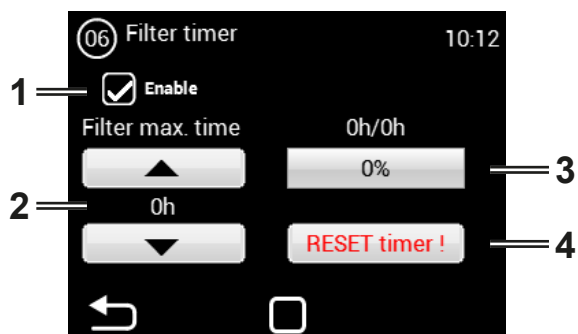 06 Filter timer 10:12
1 Enable
Filter max. time 0h/0h
0% 3
2 0h
RESET timer ! 4